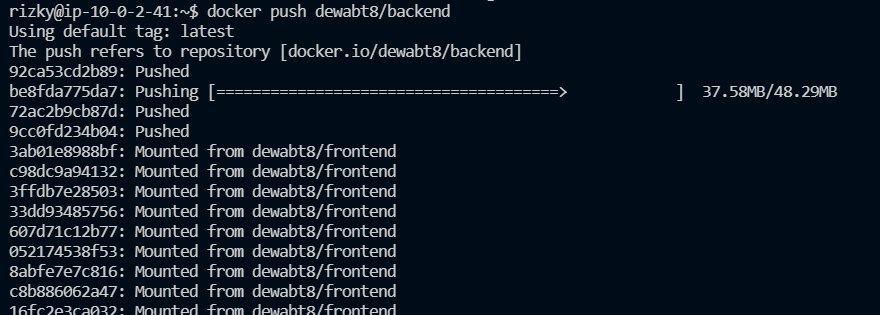 rizky@ip-10-0-2-41:~$ docker push dewabt8/backend
Using default tag: latest
The push refers to repository [docker.io/dewabt8/backend]
92ca53cd2b89: Pushed
be8fda775da7: Pushing [======================================>            ]  37.58MB/48.29MB
72ac2b9cb87d: Pushed
9cc0fd234b04: Pushed
3ab01e8988bf: Mounted from dewabt8/frontend
c98dc9a94132: Mounted from dewabt8/frontend
3ffdb7e28503: Mounted from dewabt8/frontend
33dd93485756: Mounted from dewabt8/frontend
607d71c12b77: Mounted from dewabt8/frontend
052174538f53: Mounted from dewabt8/frontend
8abfe7e7c816: Mounted from dewabt8/frontend
c8b886062a47: Mounted from dewabt8/frontend
16fc2e3ca032: Mounted from dewabt8/frontend